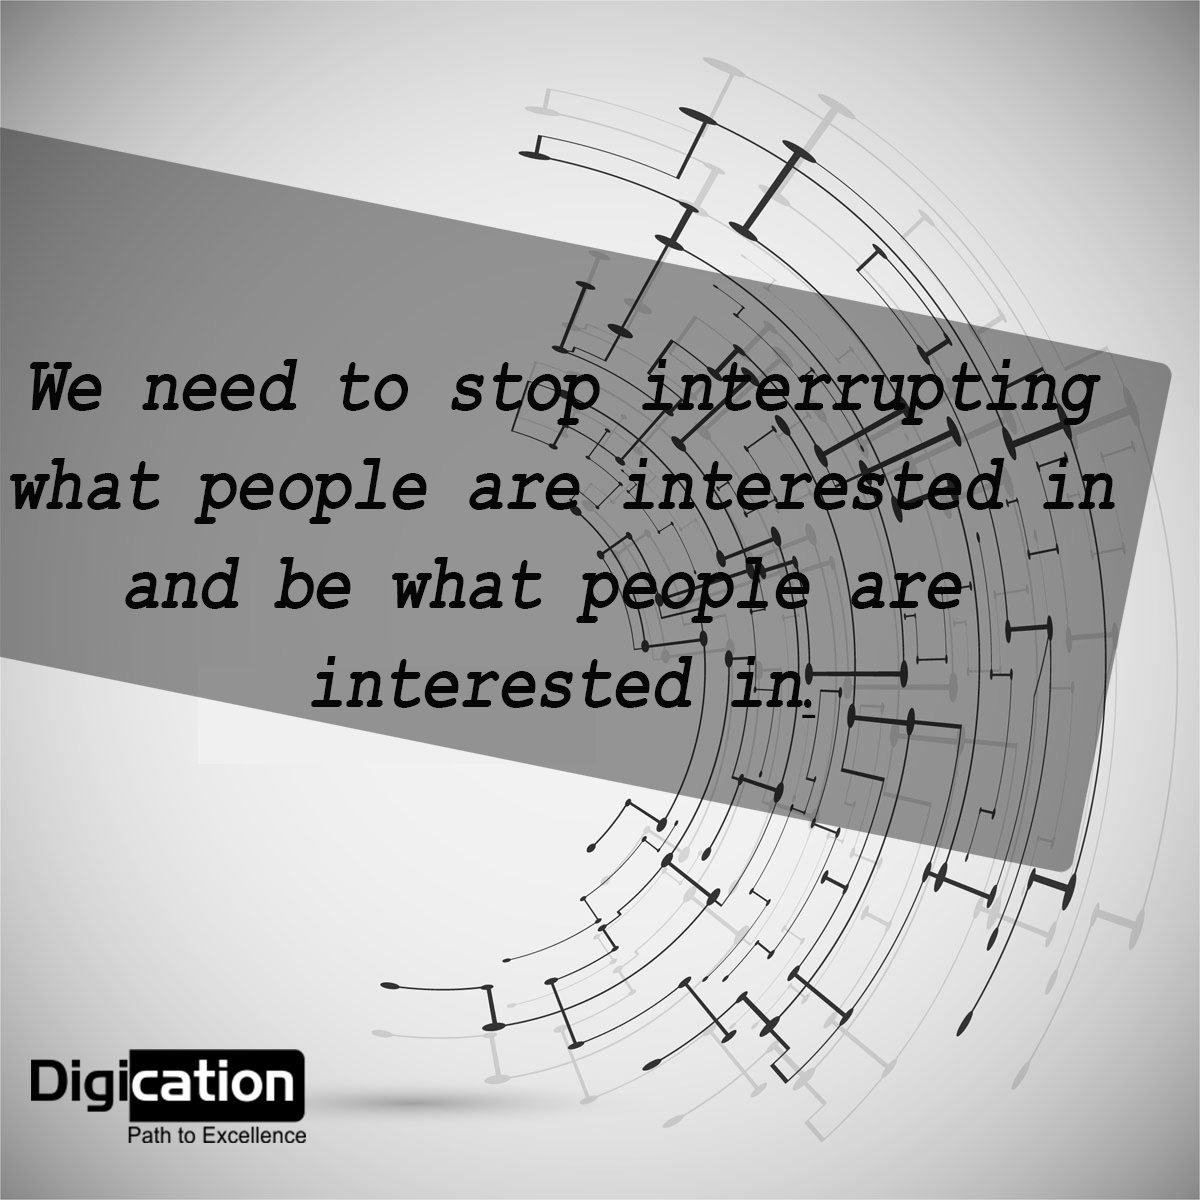 We need to stop interrupting
what people are interested in
and be what people are
interested in.
Digication
Path to Excellence